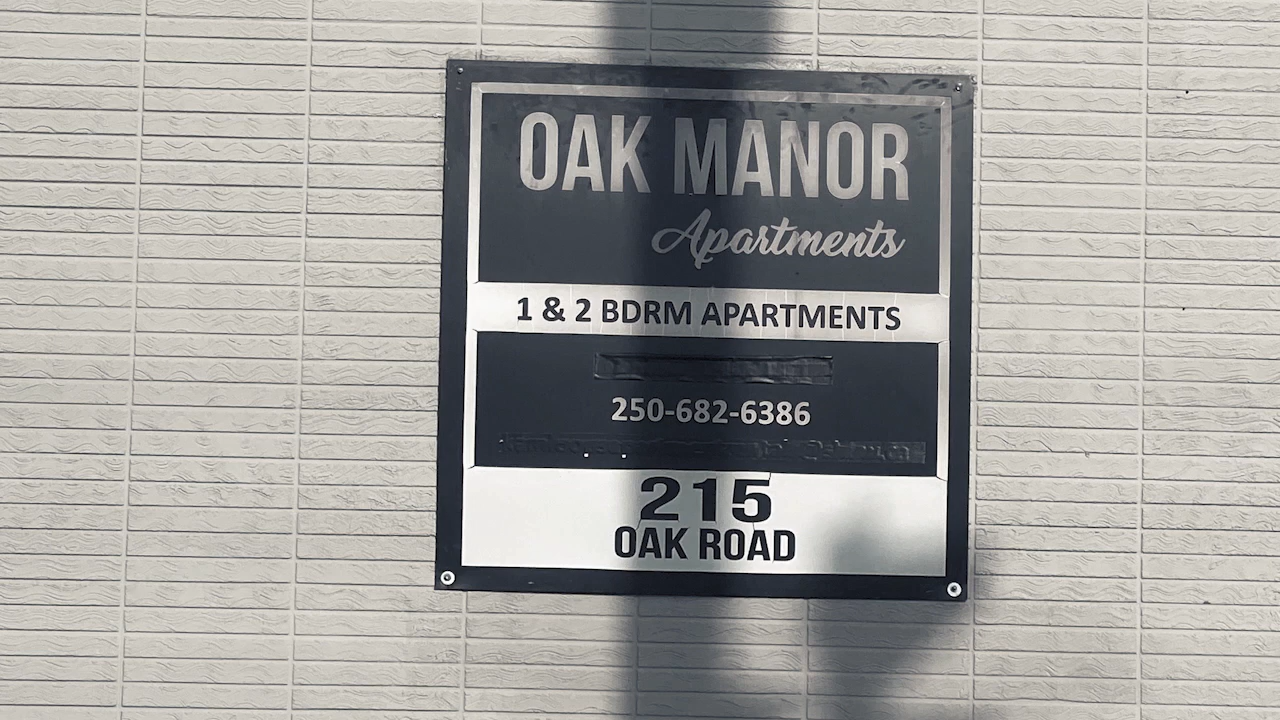 OAK MANOR
Apartments
1 & 2 BDRM APARTMENTS
250-682-6386
215
OAK ROAD